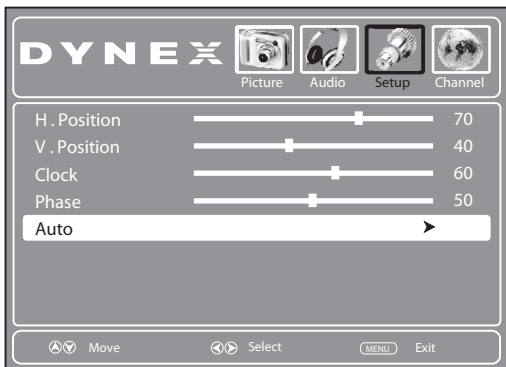 DYNEX
Picture Audio Setup Channel
H . Position 70
V . Position 40
Clock 60
Phase 50
Auto
Move Select MENU Exit